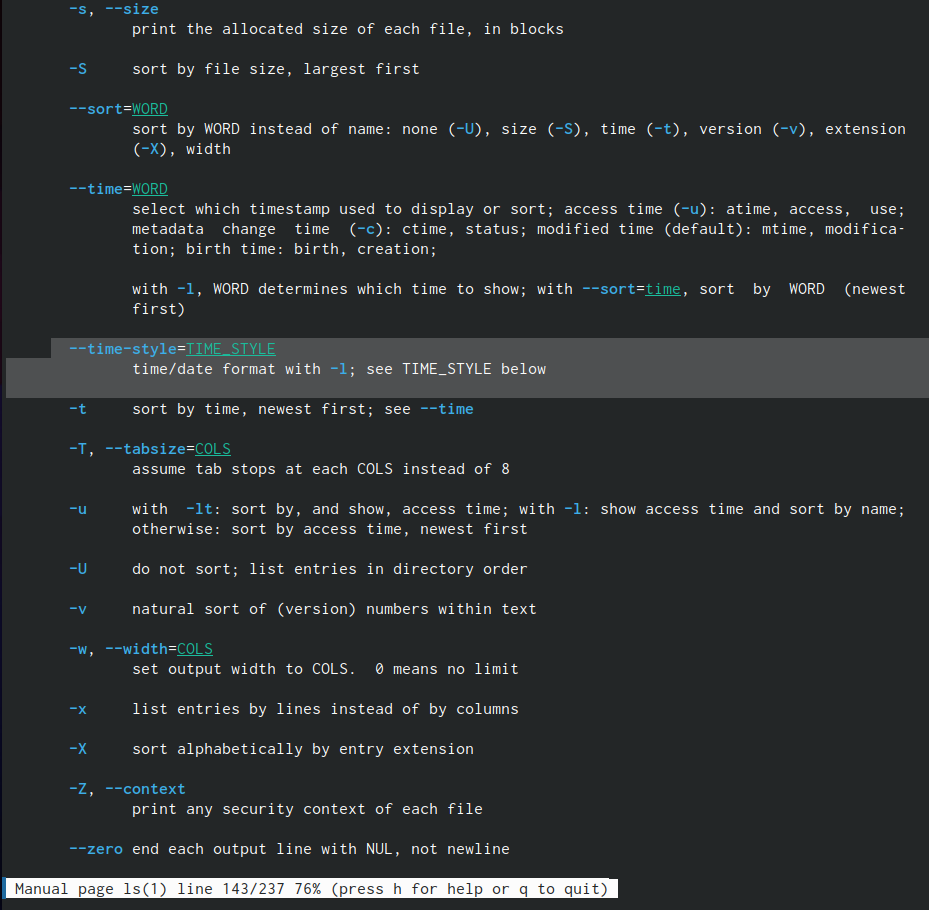 -s, --size
print the allocated size of each file, in blocks
-S     sort by file size, largest first
--sort=WORD
sort by WORD instead of name: none (-U), size (-S), time (-t), version (-v), extension
(-X), width
--time=WORD
select which timestamp used to display or sort; access time (-u): atime, access,  use;
metadata  change  time  (-c): ctime, status; modified time (default): mtime, modifica-
tion; birth time: birth, creation;
with -l, WORD determines which time to show; with --sort=time, sort  by  WORD  (newest
first)
--time-style=TIME_STYLE
time/date format with -l; see TIME_STYLE below
-t     sort by time, newest first; see --time
-T, --tabsize=COLS
assume tab stops at each COLS instead of 8
-u     with  -lt: sort by, and show, access time; with -l: show access time and sort by name;
otherwise: sort by access time, newest first
-U     do not sort; list entries in directory order
-v     natural sort of (version) numbers within text
-w, --width=COLS
set output width to COLS.  0 means no limit
-x     list entries by lines instead of by columns
-X     sort alphabetically by entry extension
-Z, --context
print any security context of each file
--zero end each output line with NUL, not newline
Manual page ls(1) line 143/237 76% (press h for help or q to quit)